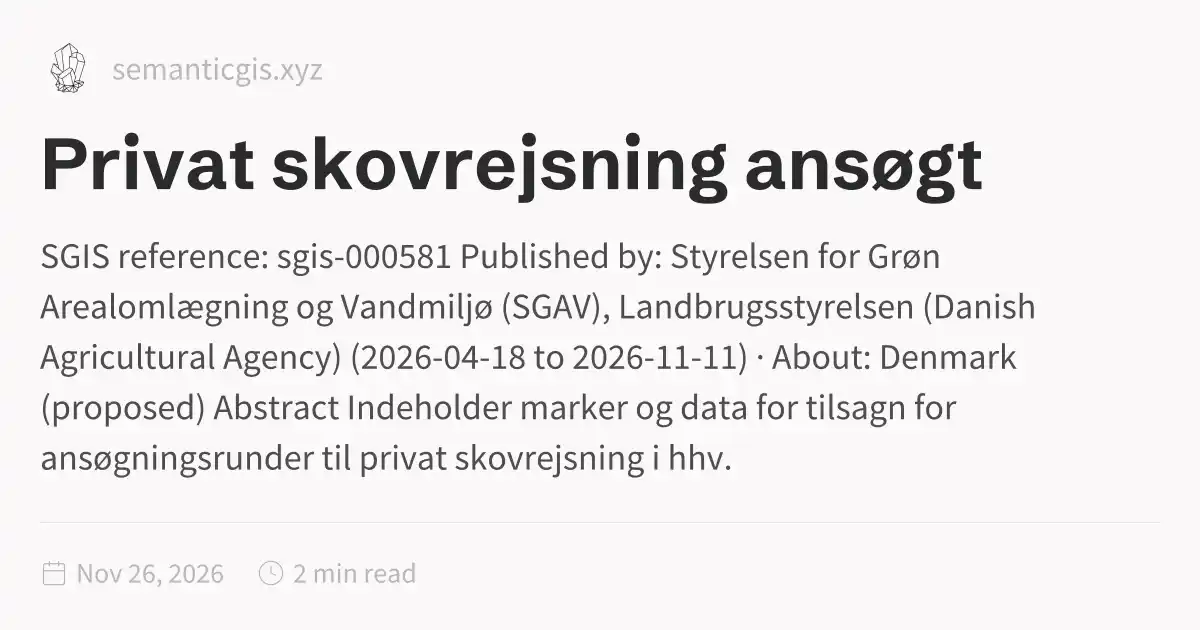 semanticgis.xyz
Privat skovrejsning ansøgt
SGIS reference: sgis-000581 Published by: Styrelsen for Grøn
Arealomlægning og Vandmiljø (SGAV), Landbrugsstyrelsen (Danish
Agricultural Agency) (2026-04-18 to 2026-11-11) · About: Denmark
(proposed) Abstract Indeholder marker og data for tilsagn for
ansøgningsrunder til privat skovrejsning i hhv.
Nov 26, 2026 2 min read